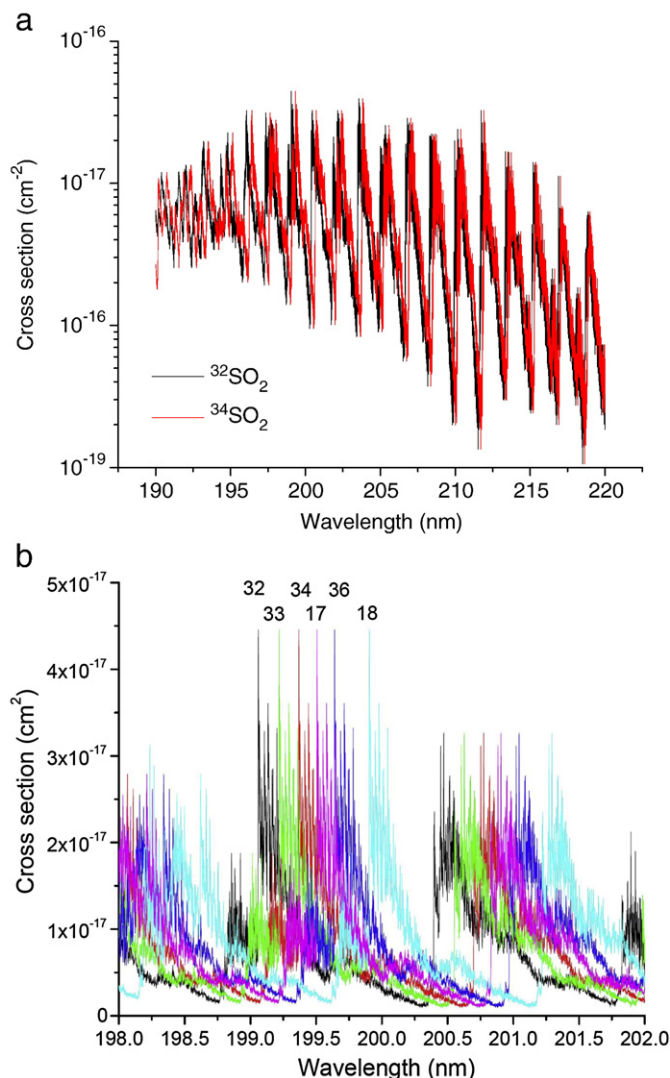 a
10⁻¹⁶
10⁻¹⁷
10⁻¹⁶
10⁻¹⁹
Cross section (cm⁻²)
³²SO₂
³⁴SO₂
190 195 200 205 210 215 220
Wavelength (nm)
b
5x10⁻¹⁷
4x10⁻¹⁷
3x10⁻¹⁷
2x10⁻¹⁷
1x10⁻¹⁷
0
Cross section (cm²)
32 34 36
33 17 18
198.0 198.5 199.0 199.5 200.0 200.5 201.0 201.5 202.0
Wavelength (nm)